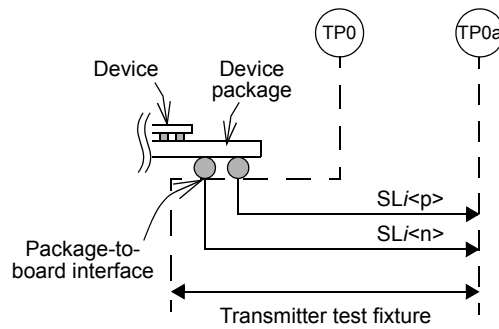 TP0
TP0a
Device
Device
package
SLi<p>
SLi<n>
Package-to-
board interface
Transmitter test fixture